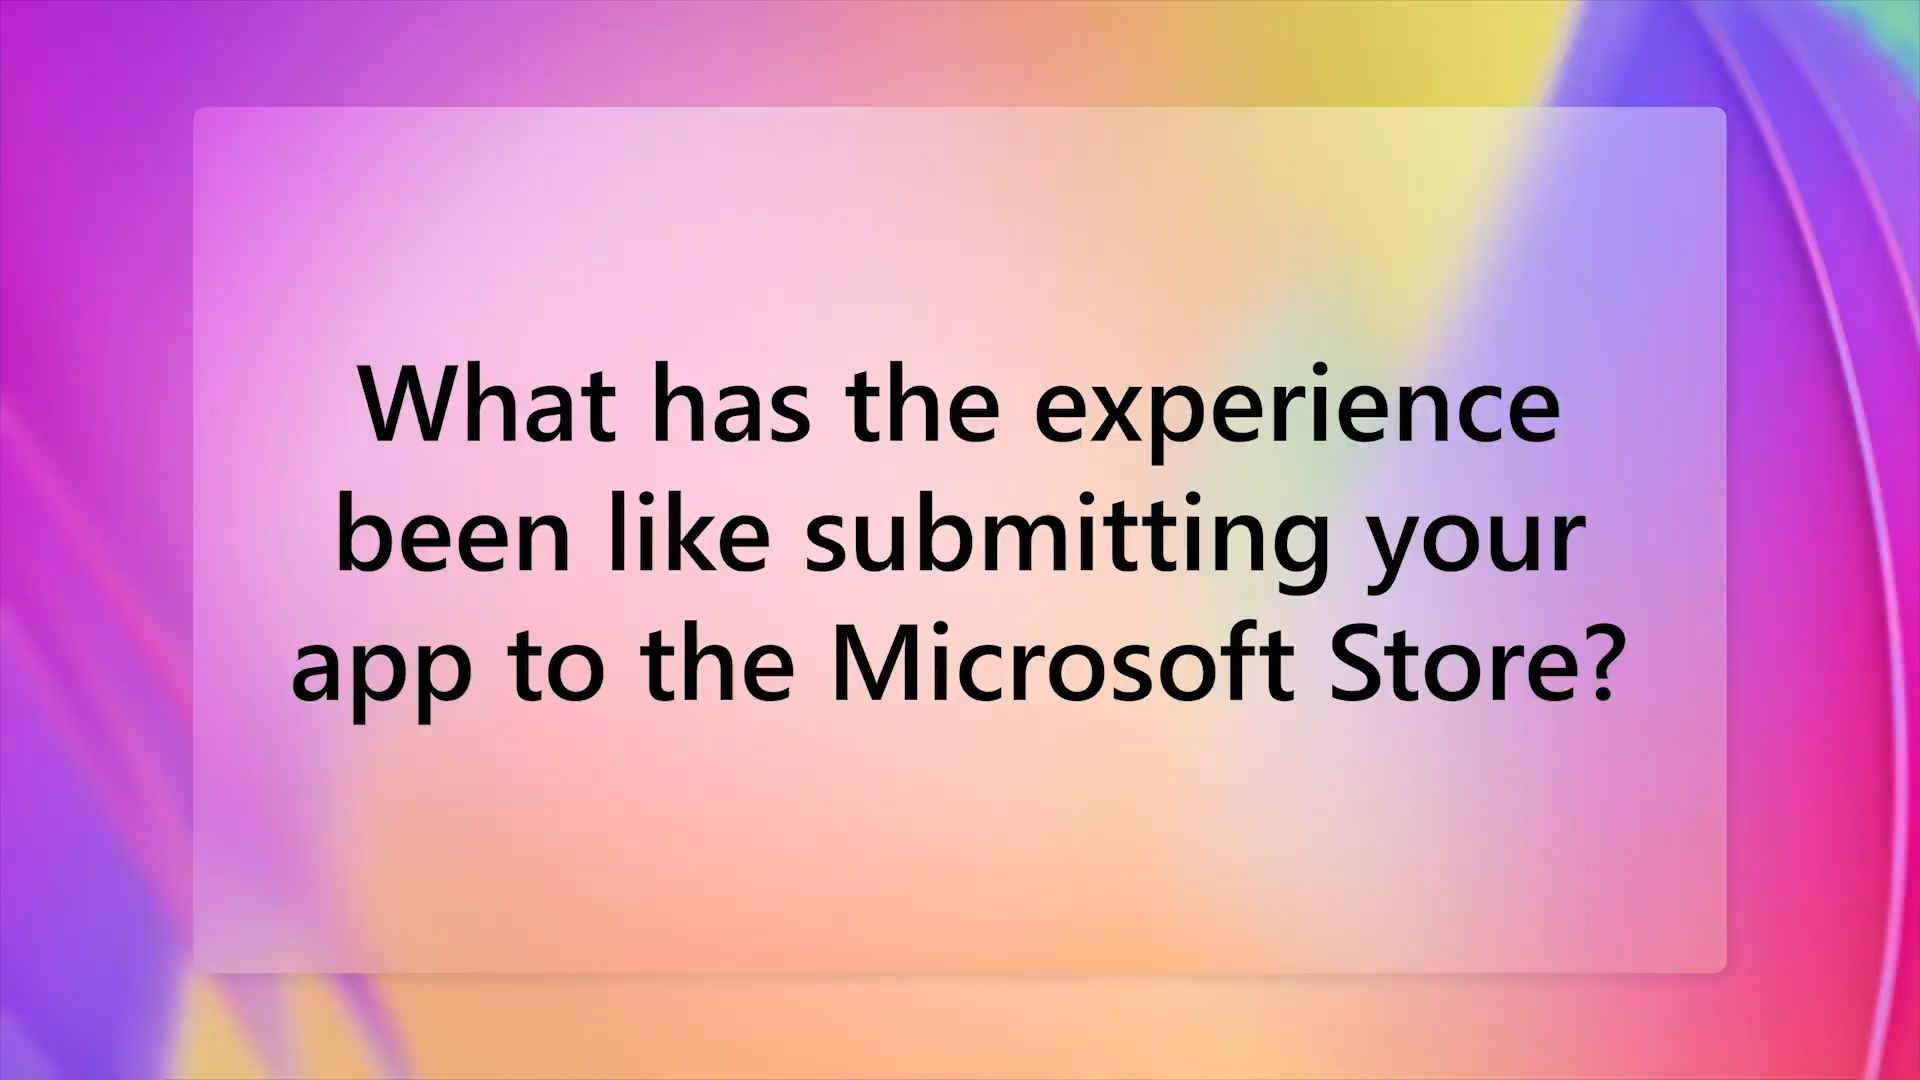 What has the experience
been like submitting your
app to the Microsoft Store?